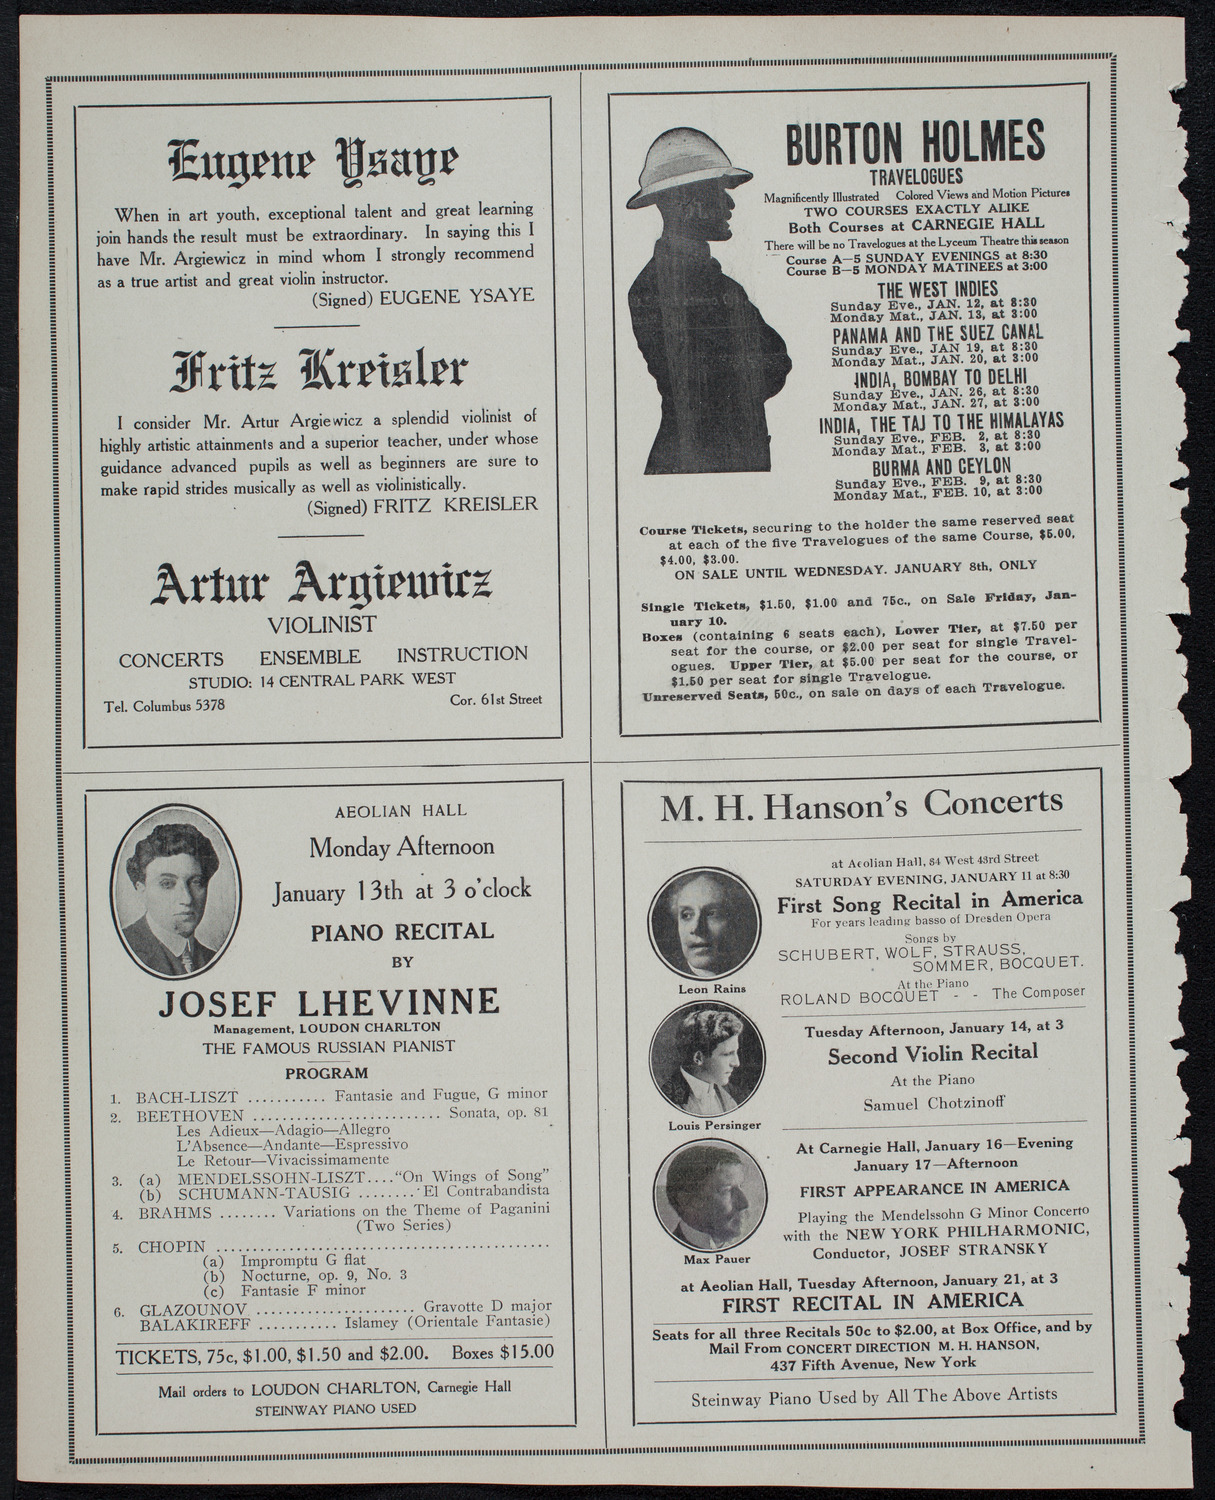 Eugene Ysaye
When in art youth, exceptional talent and great learning
join hands the result must be extraordinary. In saying this I
have Mr. Argiewicz in mind whom I strongly recommend
as a true artist and great violin instructor.
(Signed) EUGENE YSAYE
Fritz Kreisler
I consider Mr. Artur Argiewicz a splendid violinist of
highly artistic attainments and a superior teacher, under whose
guidance advanced pupils as well as beginners are sure to
make rapid strides musically as well as violinistically.
(Signed) FRITZ KREISLER
Artur Argiewicz
VIOLINIST
CONCERTS ENSEMBLE INSTRUCTION
STUDIO: 14 CENTRAL PARK WEST
Tel. Columbus 5378 Cor. 61st Street
BURTON HOLMES
TRAVELOGUES
Magnificently Illustrated Colored Views and Motion Pictures
TWO COURSES EXACTLY ALIKE
Both Courses at CARNEGIE HALL
There will be no Travelogues at the Lyceum Theatre this season
Course A—5 SUNDAY EVENINGS at 8:30
Course B—5 MONDAY MATINEES at 3:00
THE WEST INDIES
Sunday Eve., JAN. 12, at 8:30
Monday Mat., JAN. 13, at 3:00
PANAMA AND THE SUEZ CANAL
Sunday Eve., JAN 19, at 8:30
Monday Mat., JAN. 20, at 3:00
INDIA, BOMBAY TO DELHI
Sunday Eve., JAN. 26, at 8:30
Monday Mat., JAN. 27, at 3:00
INDIA, THE TAJ TO THE HIMALAYAS
Sunday Eve., FEB. 2, at 8:30
Monday Mat., FEB. 3, at 3:00
BURMA AND CEYLON
Sunday Eve., FEB. 9, at 8:30
Monday Mat., FEB. 10, at 3:00
Course Tickets, securing to the holder the same reserved seat
at each of the five Travelogues of the same Course, $5.00,
$4.00, $3.00.
ON SALE UNTIL WEDNESDAY. JANUARY 8th, ONLY
Single Tickets, $1.50, $1.00 and 75c., on Sale Friday, Jan-
uary 10.
Boxes (containing 6 seats each), Lower Tier, at $7.50 per
seat for the course, or $2.00 per seat for single Travel-
ogues. Upper Tier, at $5.00 per seat for the course, or
$1.50 per seat for single Travelogue.
Unreserved Seats, 50c., on sale on days of each Travelogue.
AEOLIAN HALL
Monday Afternoon
January 13th at 3 o'clock
PIANO RECITAL
BY
JOSEF LHEVINNE
Management, LOUDON CHARLTON
THE FAMOUS RUSSIAN PIANIST
PROGRAM
1. BACH-LISZT ........... Fantasie and Fugue, G minor
2. BEETHOVEN .......................... Sonata, op. 81
Les Adieux—Adagio—Allegro
L'Absence—Andante—Espressivo
Le Retour—Vivacissimamente
3. (a) MENDELSSOHN-LISZT...."On Wings of Song"
(b) SCHUMANN-TAUSIG ........ El Contrabandista
4. BRAHMS ........ Variations on the Theme of Paganini
(Two Series)
5. CHOPIN .............................................
(a) Impromptu G flat
(b) Nocturne, op. 9, No. 3
(c) Fantasie F minor
6. GLAZOUNOV ...................... Gravotte D major
BALAKIREFF ........... Islamey (Orientale Fantasie)
TICKETS, 75c, $1.00, $1.50 and $2.00. Boxes $15.00
Mail orders to LOUDON CHARLTON, Carnegie Hall
STEINWAY PIANO USED
M. H. Hanson's Concerts
at Aeolian Hall, 34 West 43rd Street
SATURDAY EVENING, JANUARY 11 at 8:30
First Song Recital in America
For years leading basso of Dresden Opera
Songs by
SCHUBERT, WOLF, STRAUSS,
SOMMER, BOCQUET.
At the Piano
ROLAND BOCQUET - - The Composer
Leon Rains
Tuesday Afternoon, January 14, at 3
Second Violin Recital
At the Piano
Samuel Chotzinoff
Louis Persinger
At Carnegie Hall, January 16—Evening
January 17—Afternoon
FIRST APPEARANCE IN AMERICA
Playing the Mendelssohn G Minor Concerto
with the NEW YORK PHILHARMONIC,
Conductor, JOSEF STRANSKY
Max Pauer
at Aeolian Hall, Tuesday Afternoon, January 21, at 3
FIRST RECITAL IN AMERICA
Seats for all three Recitals 50c to $2.00, at Box Office, and by
Mail From CONCERT DIRECTION M. H. HANSON,
437 Fifth Avenue, New York
Steinway Piano Used by All The Above Artists